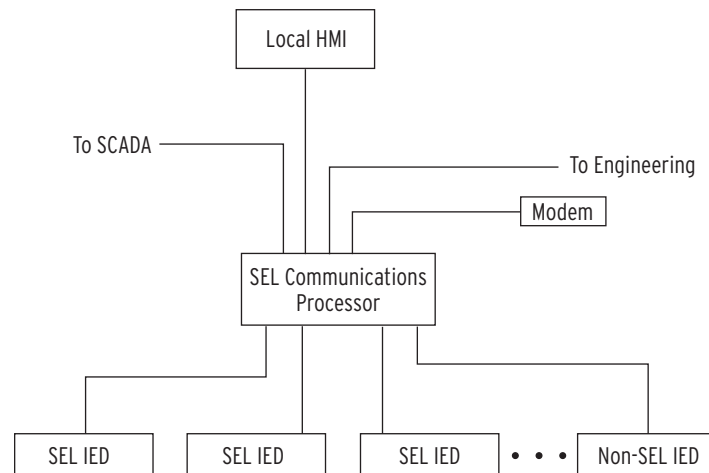 Local HMI
To SCADA
To Engineering
Modem
SEL Communications
Processor
SEL IED
SEL IED
SEL IED
Non-SEL IED